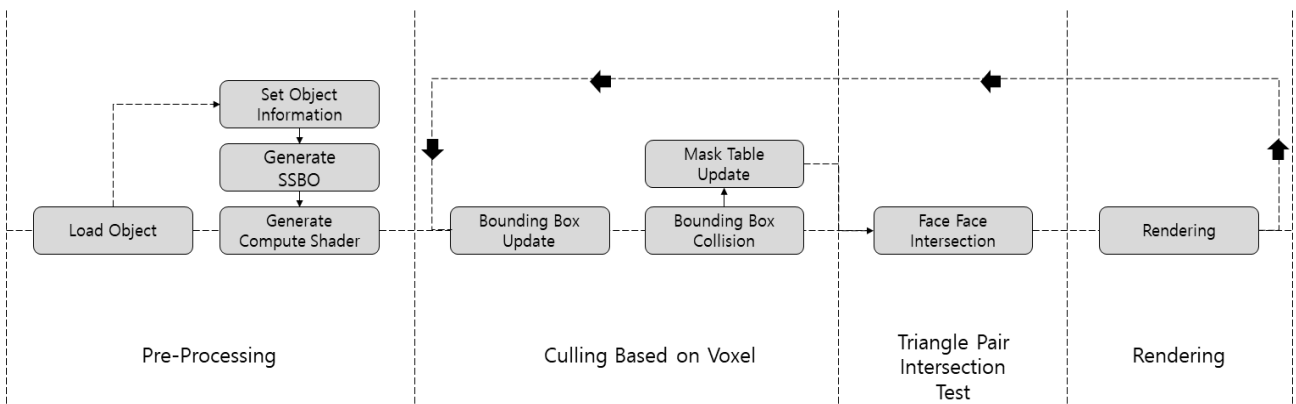 Set Object
Information
Generate
SSBO
Load Object
Generate
Compute Shader
Mask Table
Update
Bounding Box
Update
Bounding Box
Collision
Face Face
Intersection
Rendering
Pre-Processing
Culling Based on Voxel
Triangle Pair
Intersection
Test
Rendering